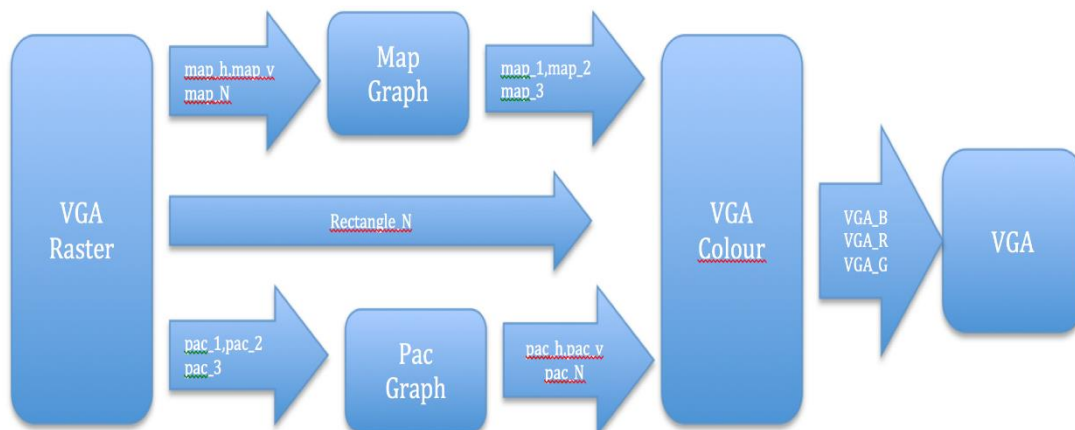 VGA
Raster
map_h,map_v
map_N
Map
Graph
map_1,map_2
map_3
Rectangle_N
pac_1,pac_2
pac_3
Pac
Graph
pac_h,pac_v
pac_N
VGA
Colour
VGA_B
VGA_R
VGA_G
VGA